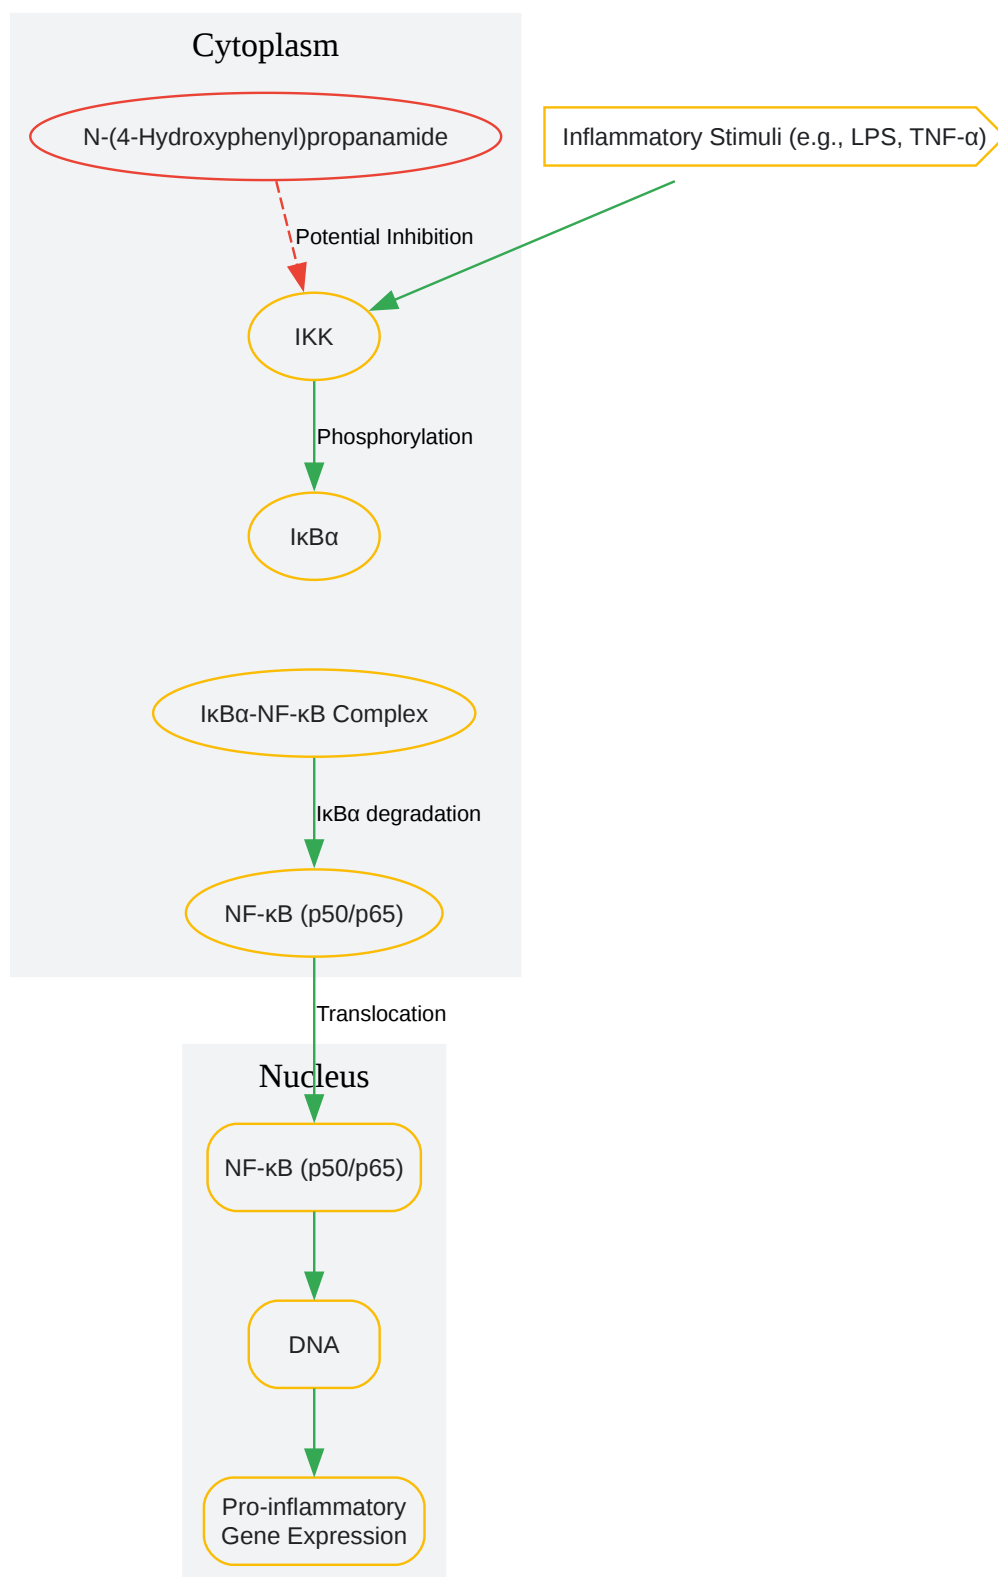 Cytoplasm
N-(4-Hydroxyphenyl)propanamide
Inflammatory Stimuli (e.g., LPS, TNF-α)
Potential Inhibition
IKK
Phosphorylation
IκBα
IκBα-NF-κB Complex
IκBα degradation
NF-κB (p50/p65)
Translocation
Nucleus
NF-κB (p50/p65)
DNA
Pro-inflammatory
Gene Expression